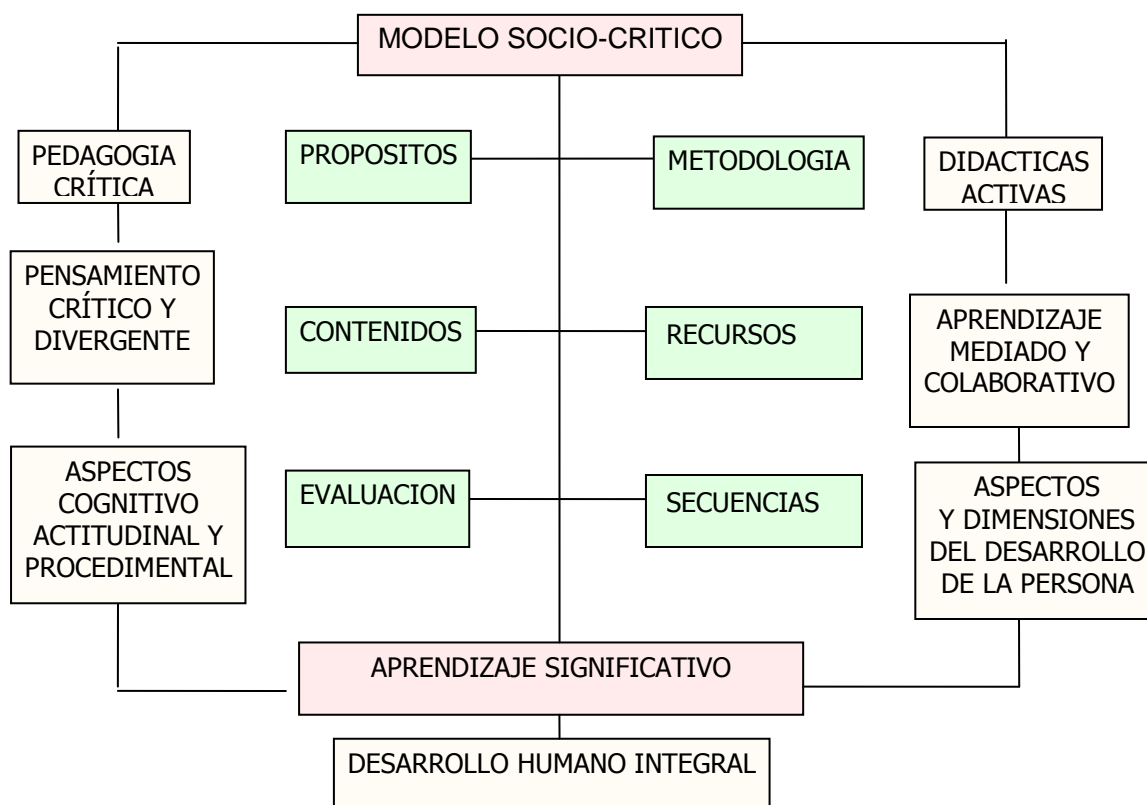 MODELO SOCIO-CRITICO
PEDAGOGIA
CRÍTICA
PROPOSITOS
METODOLOGIA
DIDACTICAS
ACTIVAS
PENSAMIENTO
CRÍTICO Y
DIVERGENTE
CONTENIDOS
RECURSOS
APRENDIZAJE
MEDIADO Y
COLABORATIVO
ASPECTOS
COGNITIVO
ACTITUDINAL Y
PROCEDIMENTAL
EVALUACION
SECUENCIAS
ASPECTOS
Y DIMENSIONES
DEL DESARROLLO
DE LA PERSONA
APRENDIZAJE SIGNIFICATIVO
DESARROLLO HUMANO INTEGRAL